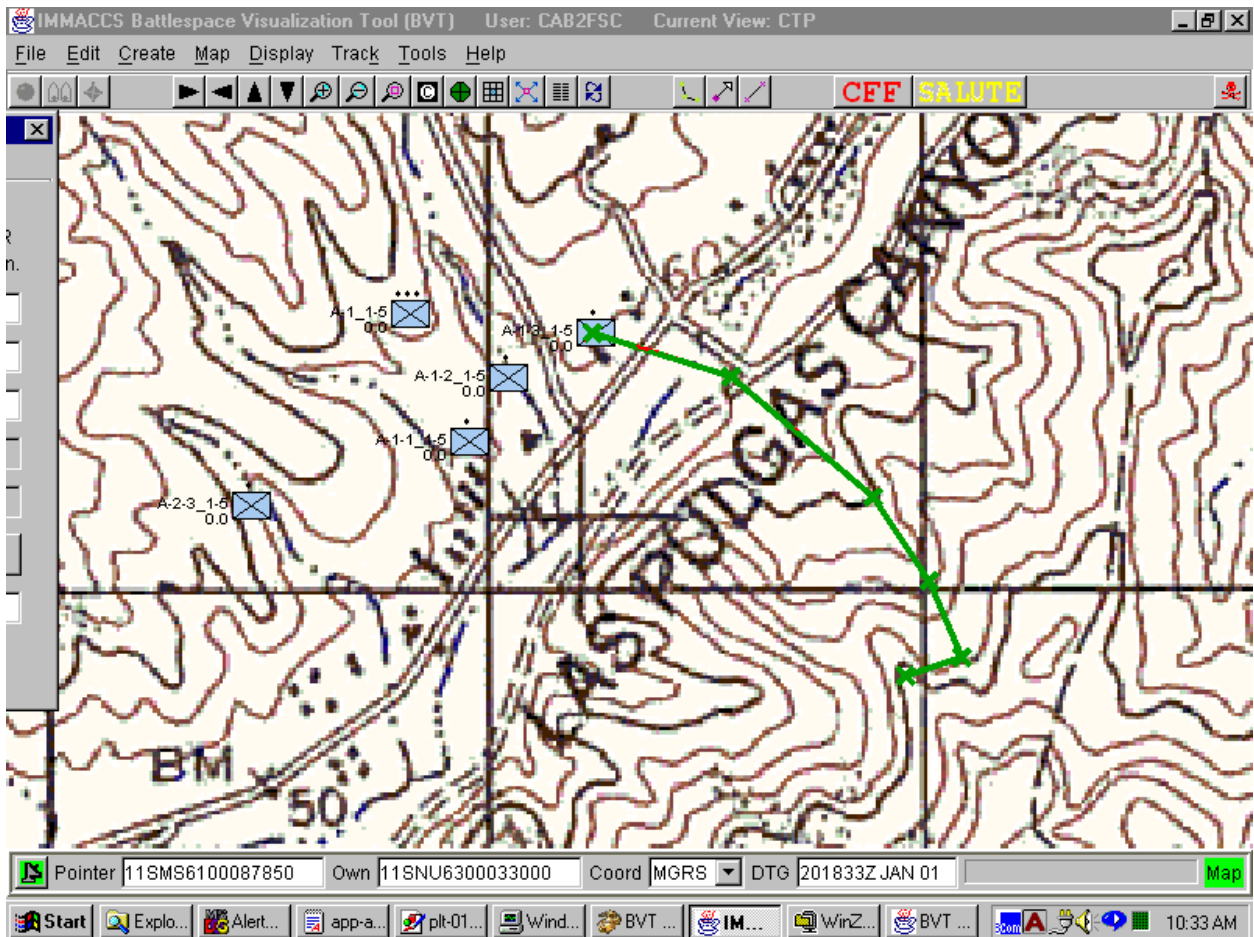 IMMACCS Battlespace Visualization Tool (BVT) User: CAB2FSC Current View: CTP
File Edit Create Map Display Track Tools Help
C CFF SALUTE
R
n.
60
A-1_1-5
0.0
A-1-3_1-5
0.0
A-1-2_1-5
0.0
A-1-1_1-5
0.0
A-2-3_1-5
0.0
LAS PULGAS CANYO
BM
50
Pointer 11SMS6100087850 Own 11SNU6300033000 Coord MGRS DTG 201833Z JAN 01 Map
Start Explo... Alert... app-a... plt-01... Wind... BVT ... IM... WinZ... BVT ... 3Com A 10:33 AM